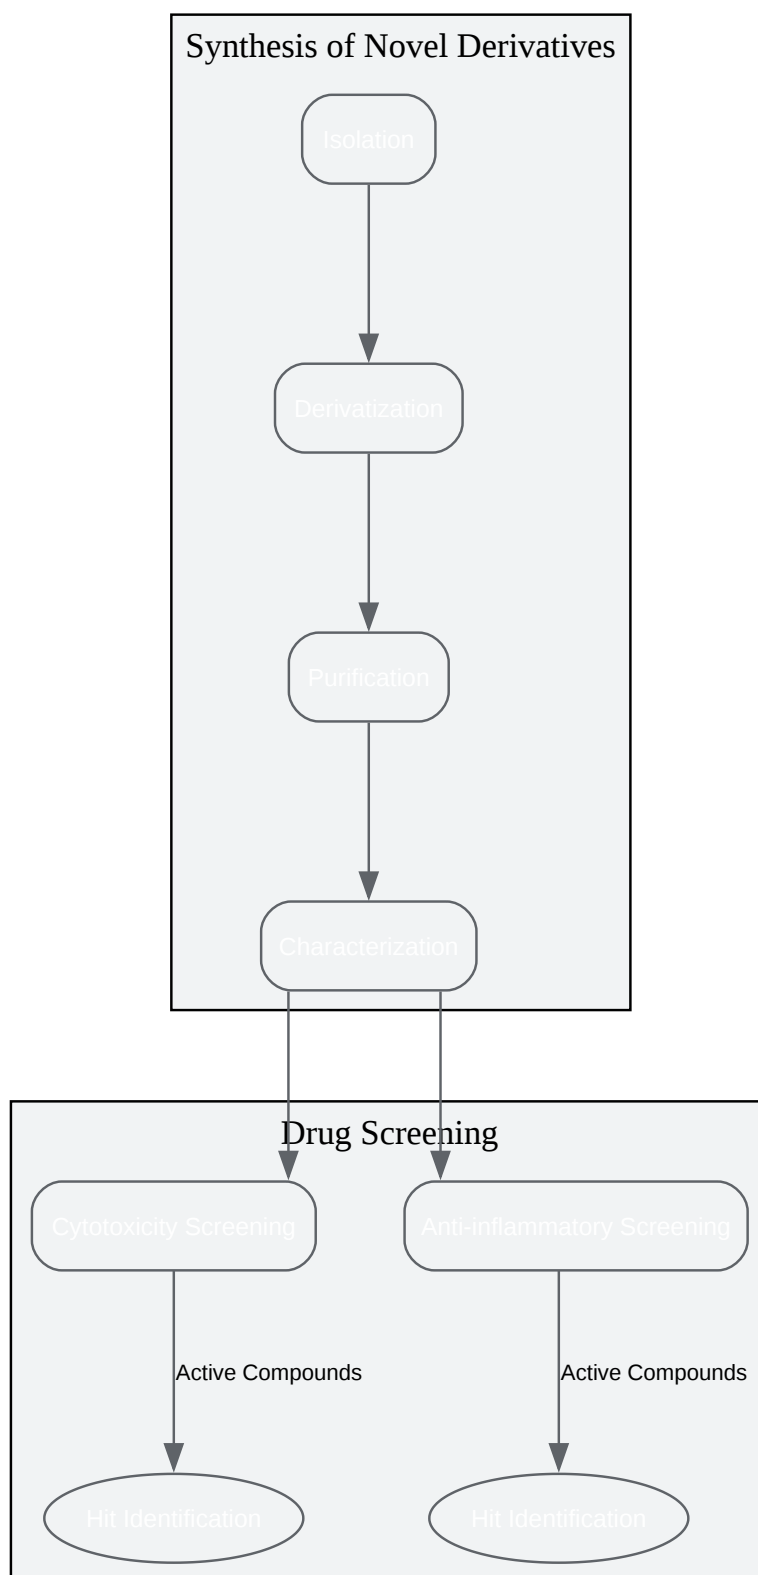 Synthesis of Novel Derivatives
Isolation
Derivatization
Purification
Characterization
Drug Screening
Cytotoxicity Screening
Anti-inflammatory Screening
Active Compounds
Active Compounds
Hit Identification
Hit Identification